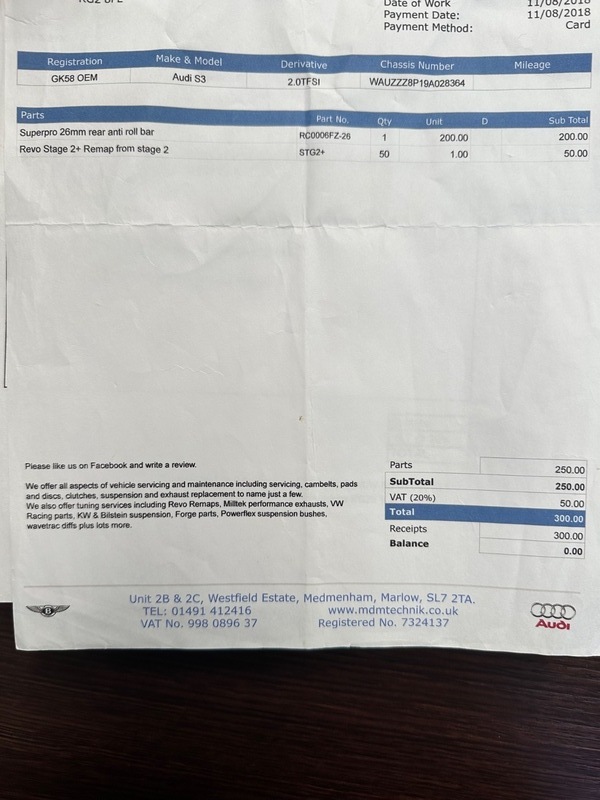 Date of Work 11/08/2018
Payment Date: 11/08/2018
Payment Method: Card
Registration Make & Model Derivative Chassis Number Mileage
GK58 OEM Audi S3 2.0TFSI WAUZZZ8P19A028364
Parts Part No. Qty Unit D Sub Total
Superpro 26mm rear anti roll bar RC0006FZ-26 1 200.00 200.00
Revo Stage 2+ Remap from stage 2 STG2+ 50 1.00 50.00
Please like us on Facebook and write a review.
We offer all aspects of vehicle servicing and maintenance including servicing, cambelts, pads
and discs, clutches, suspension and exhaust replacement to name just a few.
We also offer tuning services including Revo Remaps, Milltek performance exhausts, VW
Racing parts, KW & Bilstein suspension, Forge parts, Powerflex suspension bushes,
wavetrac diffs plus lots more.
Parts 250.00
SubTotal 250.00
VAT (20%) 50.00
Total 300.00
Receipts 300.00
Balance 0.00
Unit 2B & 2C, Westfield Estate, Medmenham, Marlow, SL7 2TA.
TEL: 01491 412416 www.mdmtechnik.co.uk
VAT No. 998 0896 37 Registered No. 7324137
B
Audi